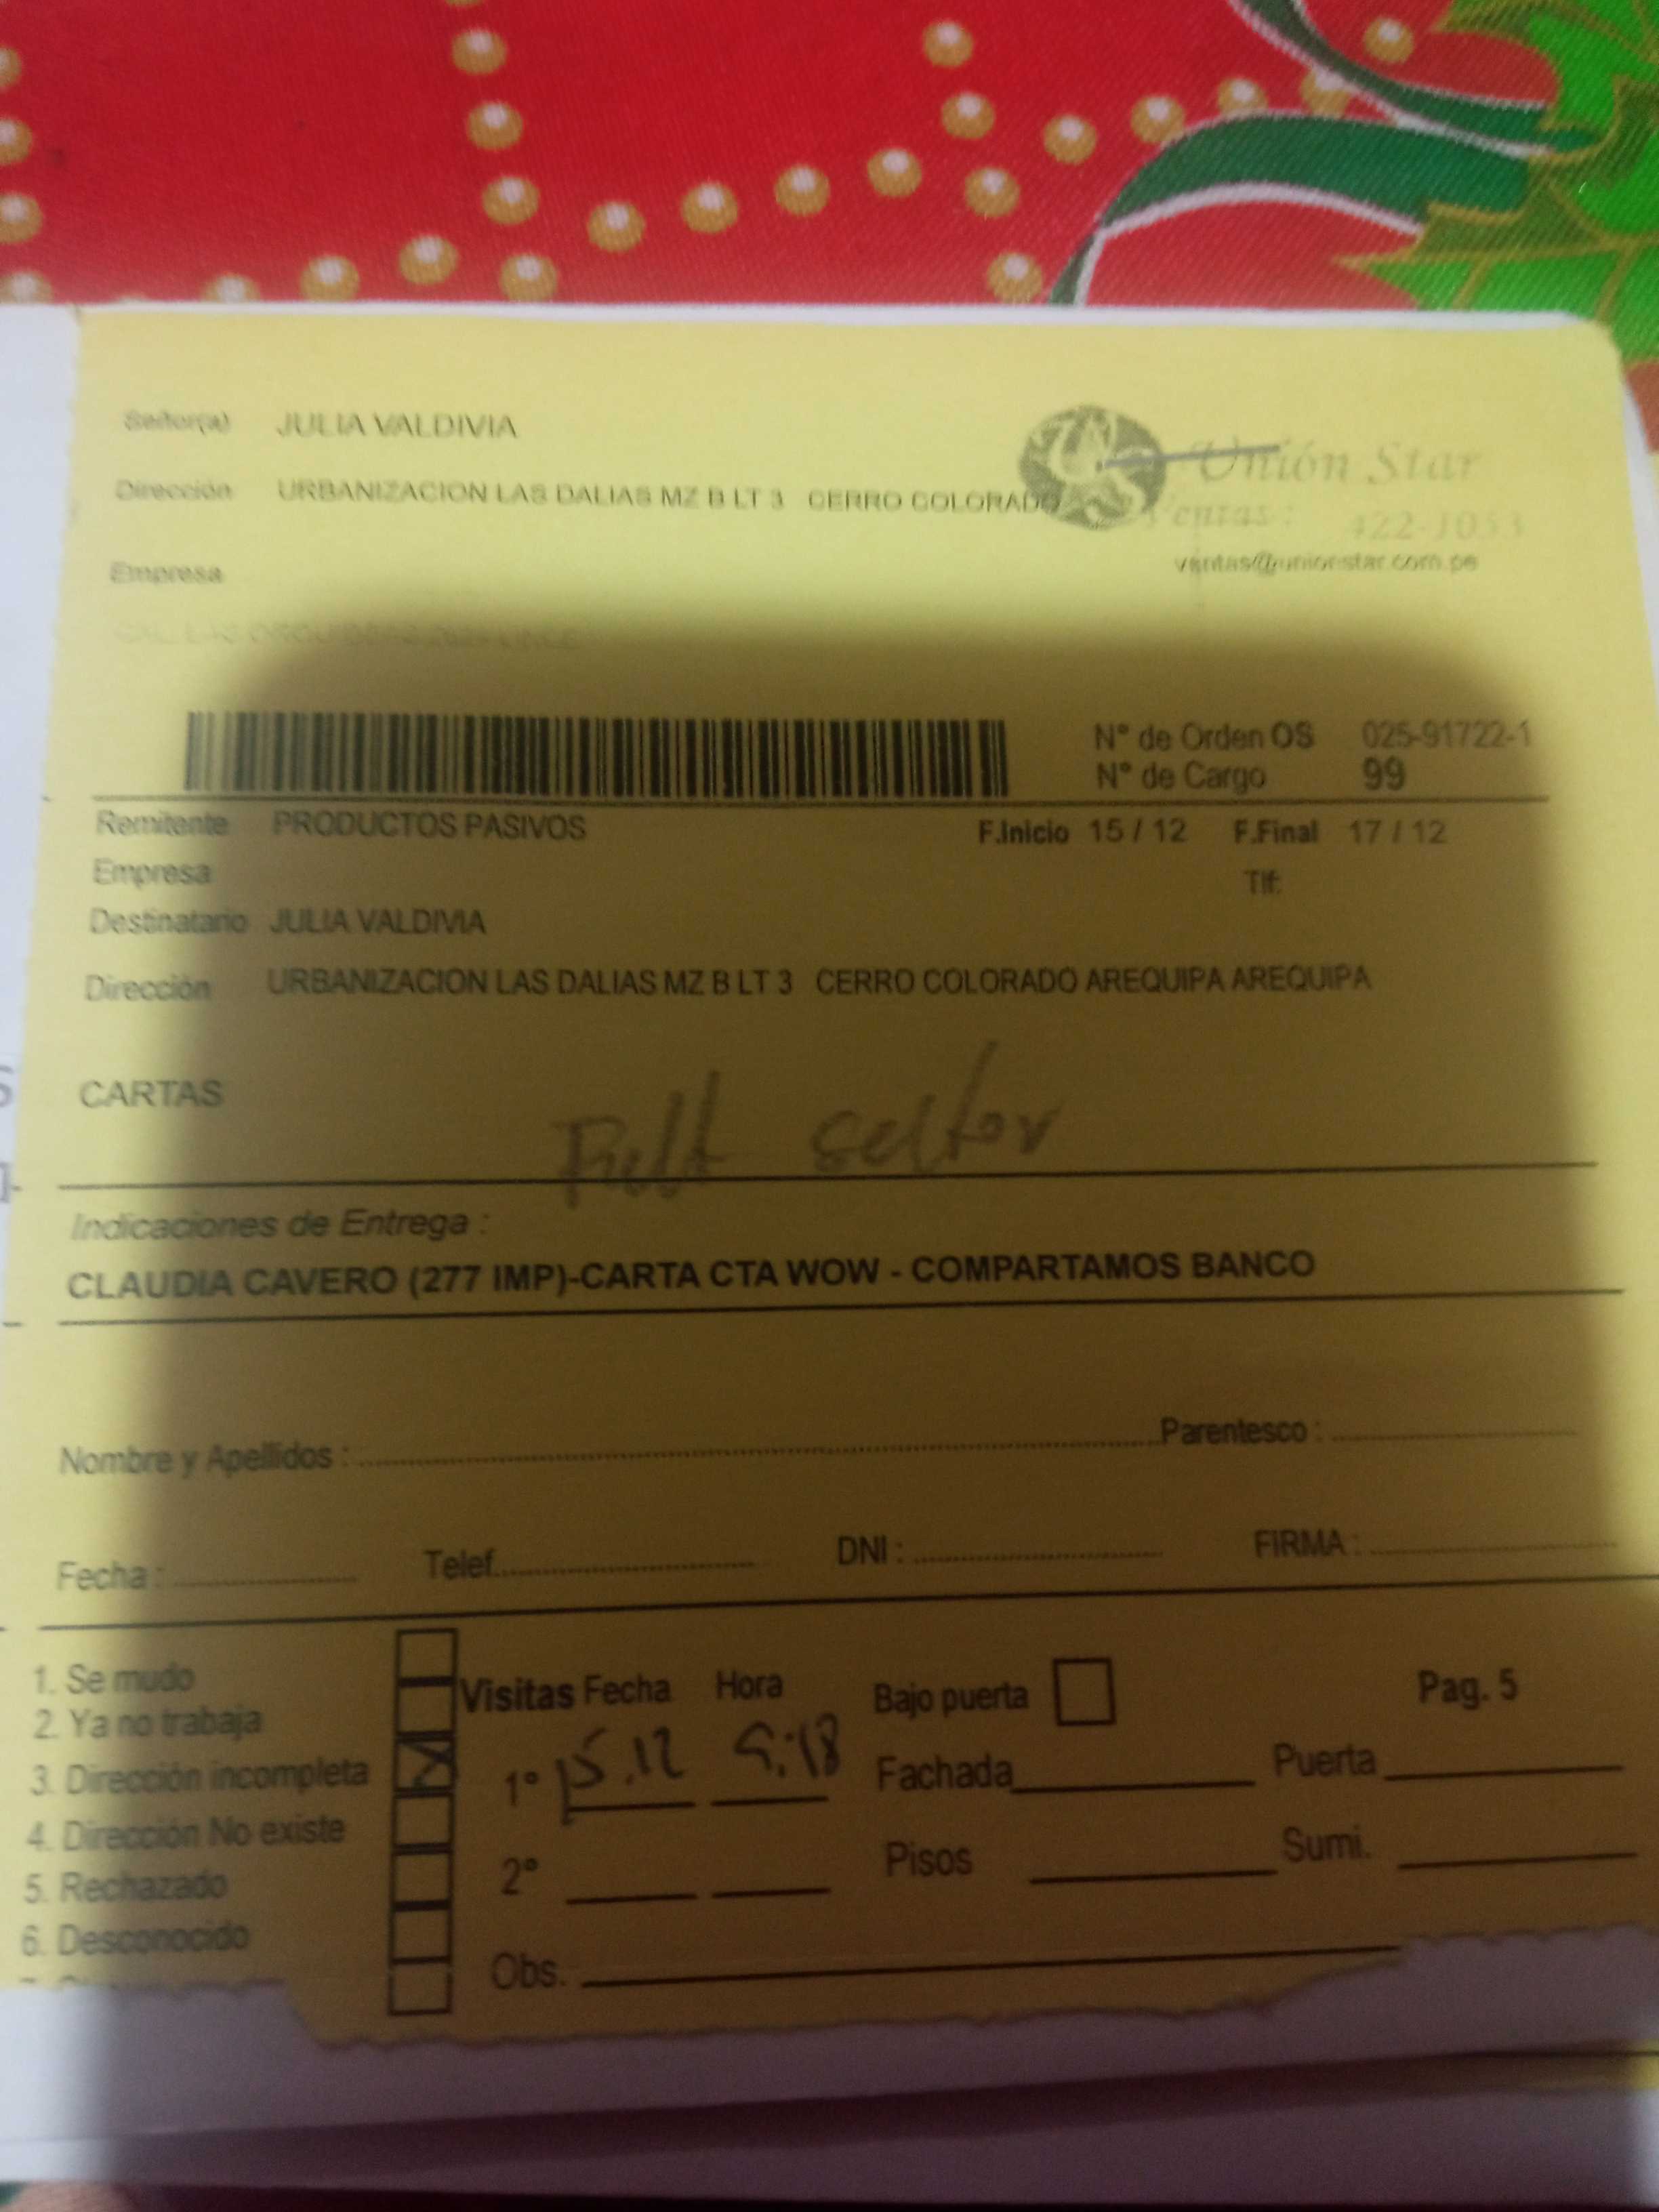 Señor(a) JULIA VALDIVIA
Dirección URBANIZACION LAS DALIAS MZ B LT 3 CERRO COLORADO
Unión Star
Ventas: 422-1053
ventas@unionstar.com.pe
Empresa
N° de Orden OS 025-91722-1
N° de Cargo 99
Remitente PRODUCTOS PASIVOS F.Inicio 15 / 12 F.Final 17 / 12
Empresa Tlf:
Destinatario JULIA VALDIVIA
Dirección URBANIZACION LAS DALIAS MZ B LT 3 CERRO COLORADO AREQUIPA AREQUIPA
CARTAS
Indicaciones de Entrega :
CLAUDIA CAVERO (277 IMP)-CARTA CTA WOW - COMPARTAMOS BANCO
Nombre y Apellidos : Parentesco :
Fecha : Telef. DNI : FIRMA :
1. Se mudo
2. Ya no trabaja
3. Dirección incompleta
4. Dirección No existe
5. Rechazado
6. Desconocido
Visitas Fecha Hora Bajo puerta Pag. 5
1° 15.12 Fachada Puerta
2° Pisos Sumi.
Obs.